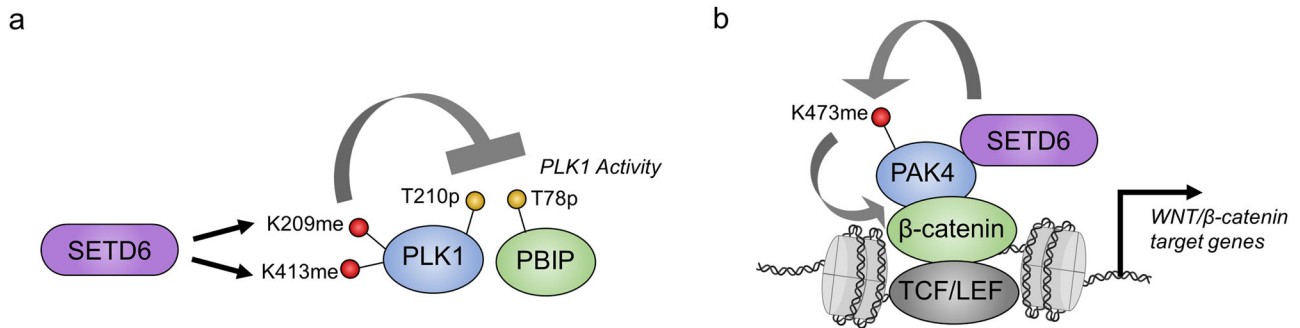 a
SETD6
K209me
K413me
T210p
T78p
PLK1 Activity
PLK1
PBIP
b
K473me
SETD6
PAK4
β-catenin
TCF/LEF
WNT/β-catenin
target genes